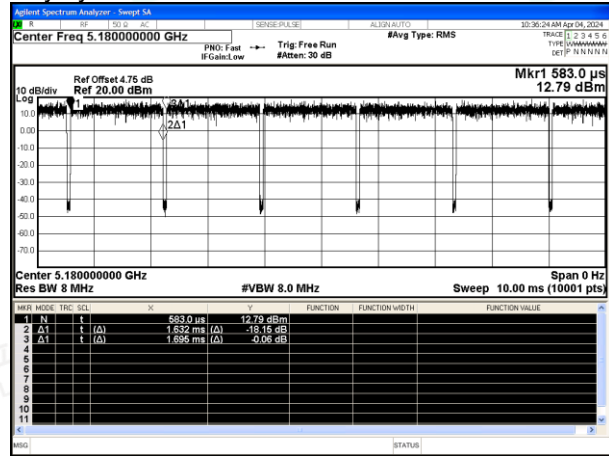 Agilent Spectrum Analyzer - Swept SA
R RF 50 Ω AC SENSE:PULSE ALIGN AUTO 10:36:24 AM Apr 04, 2024
Center Freq 5.180000000 GHz #Avg Type: RMS TRACE 1 2 3 4 5 6
PNO: Fast Trig: Free Run TYPE
IFGain:Low #Atten: 30 dB DET P N N N N N
Mkr1 583.0 µs
Ref Offset 4.75 dB
10 dB/div Ref 20.00 dBm 12.79 dBm
Log
1 3Δ1
10.0
2Δ1
0.00
-10.0
-20.0
-30.0
-40.0
-50.0
-60.0
-70.0
Center 5.180000000 GHz Span 0 Hz
Res BW 8 MHz #VBW 8.0 MHz Sweep 10.00 ms (10001 pts)
MKR MODE TRC SCL X Y FUNCTION FUNCTION WIDTH FUNCTION VALUE
1 N t 583.0 µs 12.79 dBm
2 Δ1 t (Δ) 1.632 ms (Δ) -18.15 dB
3 Δ1 t (Δ) 1.695 ms (Δ) -0.06 dB
4
5
6
7
8
9
10
11
MSG STATUS